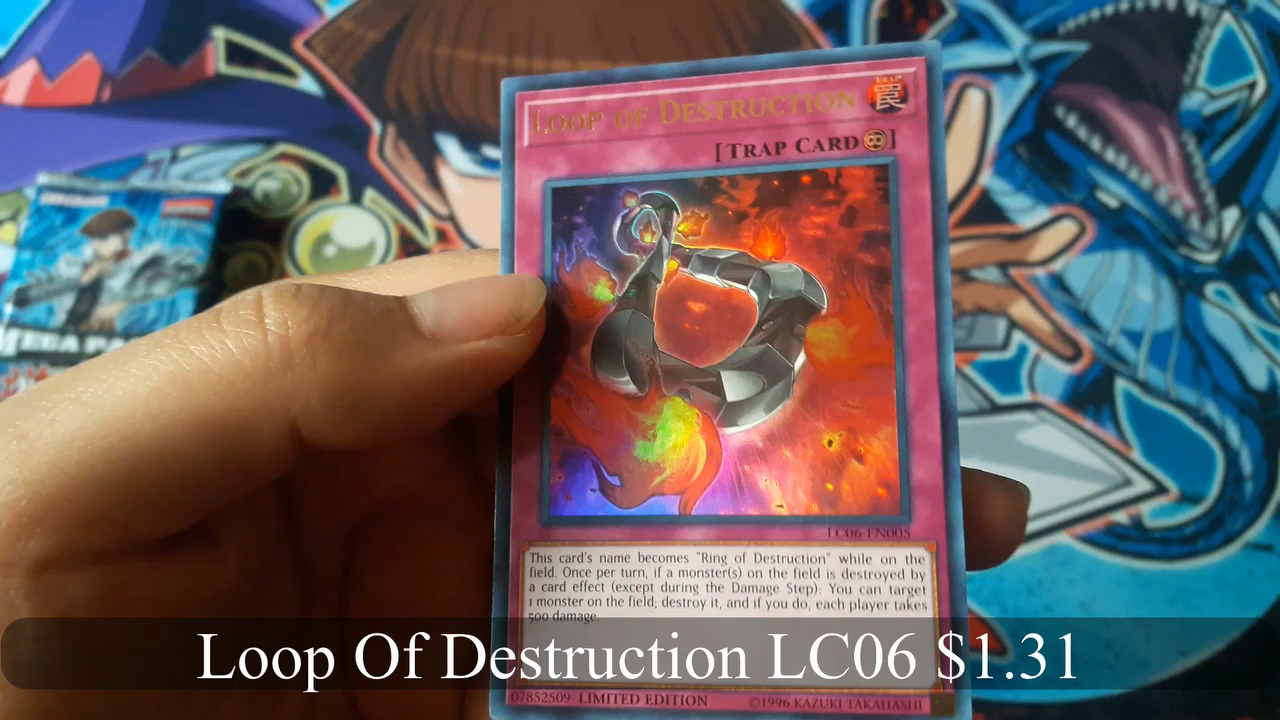 LOOP OF DESTRUCTION
TRAP
罠
[ TRAP CARD ]
LC06-EN005
This card's name becomes "Ring of Destruction" while on the
field. Once per turn, if a monster(s) on the field is destroyed by
a card effect (except during the Damage Step): You can target
1 monster on the field; destroy it, and if you do, each player takes
500 damage.
Loop Of Destruction LC06 $1.31
07852509 LIMITED EDITION
©1996 KAZUKI TAKAHASHI